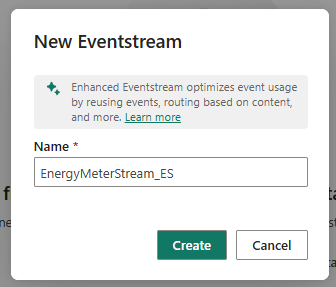 New Eventstream
Enhanced Eventstream optimizes event usage
by reusing events, routing based on content,
and more. Learn more
Name *
EnergyMeterStream_ES
Create Cancel